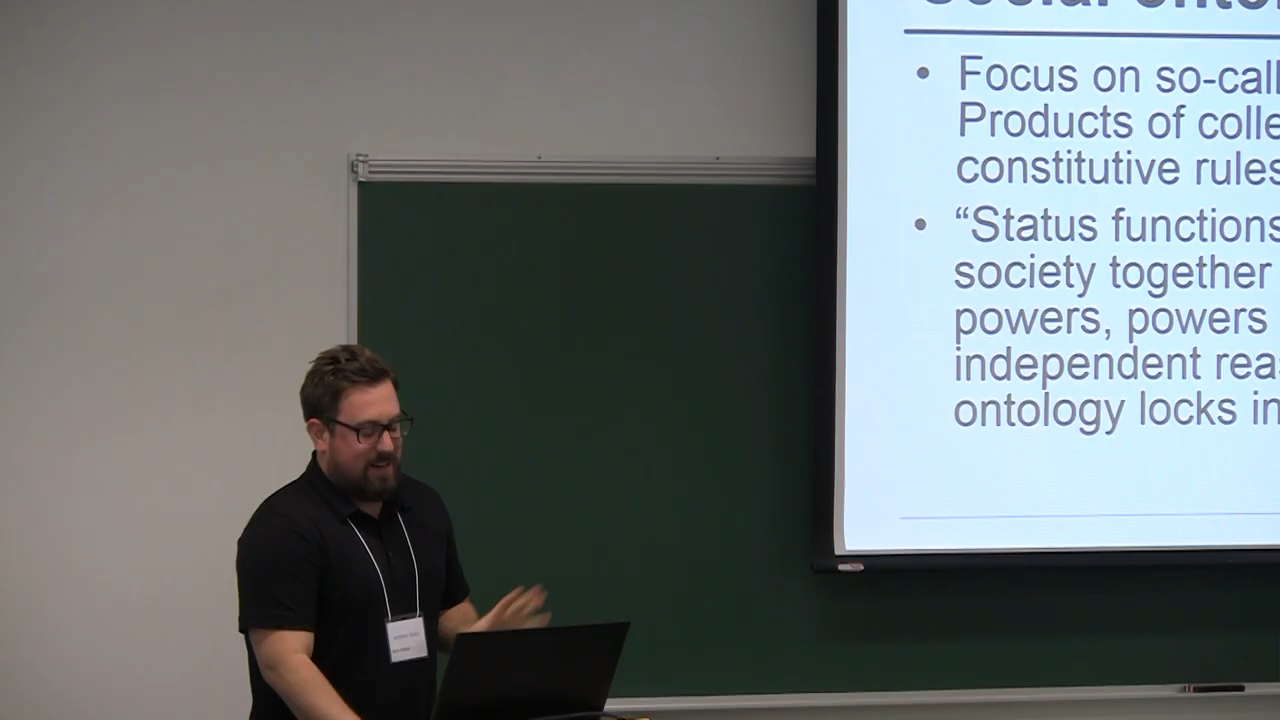 Focus on so-call
Products of colle
constitutive rules
“Status functions
society together
powers, powers
independent rea
ontology locks in